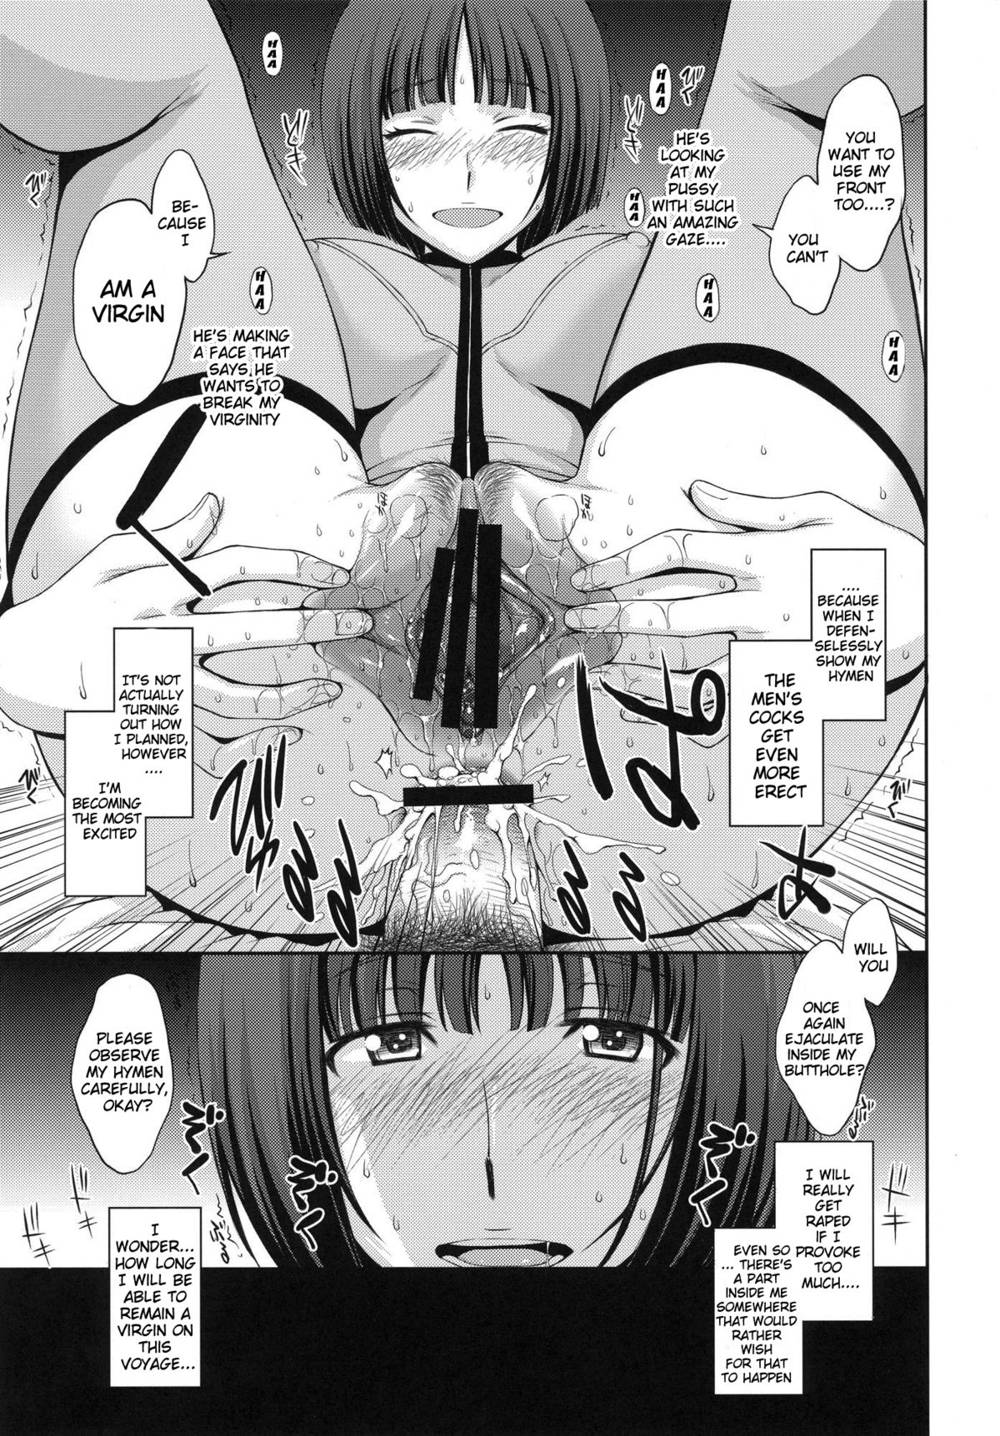 YOU
WANT TO
USE MY
FRONT
TOO....?
YOU
CAN'T
HE'S
LOOKING
AT MY
PUSSY
WITH SUCH
AN AMAZING
GAZE....
BE-
CAUSE
I
AM A
VIRGIN
HE'S MAKING
A FACE THAT
SAYS HE
WANTS TO
BREAK MY
VIRGINITY
HAA
HAA
HAA
HAA
HAA
HAA
....
BECAUSE
WHEN I
DEFEN-
SELESSLY
SHOW MY
HYMEN
THE
MEN'S
COCKS
GET
EVEN
MORE
ERECT
IT'S NOT
ACTUALLY
TURNING
OUT HOW
I PLANNED,
HOWEVER
....
I'M
BECOMING
THE MOST
EXCITED
WILL
YOU
ONCE
AGAIN
EJACULATE
INSIDE MY
BUTTHOLE?
PLEASE
OBSERVE
MY HYMEN
CAREFULLY,
OKAY?
I WILL
REALLY
GET
RAPED
IF I
PROVOKE
TOO
MUCH....
EVEN SO
... THERE'S
A PART
INSIDE ME
SOMEWHERE
THAT WOULD
RATHER
WISH
FOR THAT
TO HAPPEN
I
WONDER...
HOW LONG
I WILL BE
ABLE TO
REMAIN A
VIRGIN ON
THIS
VOYAGE...